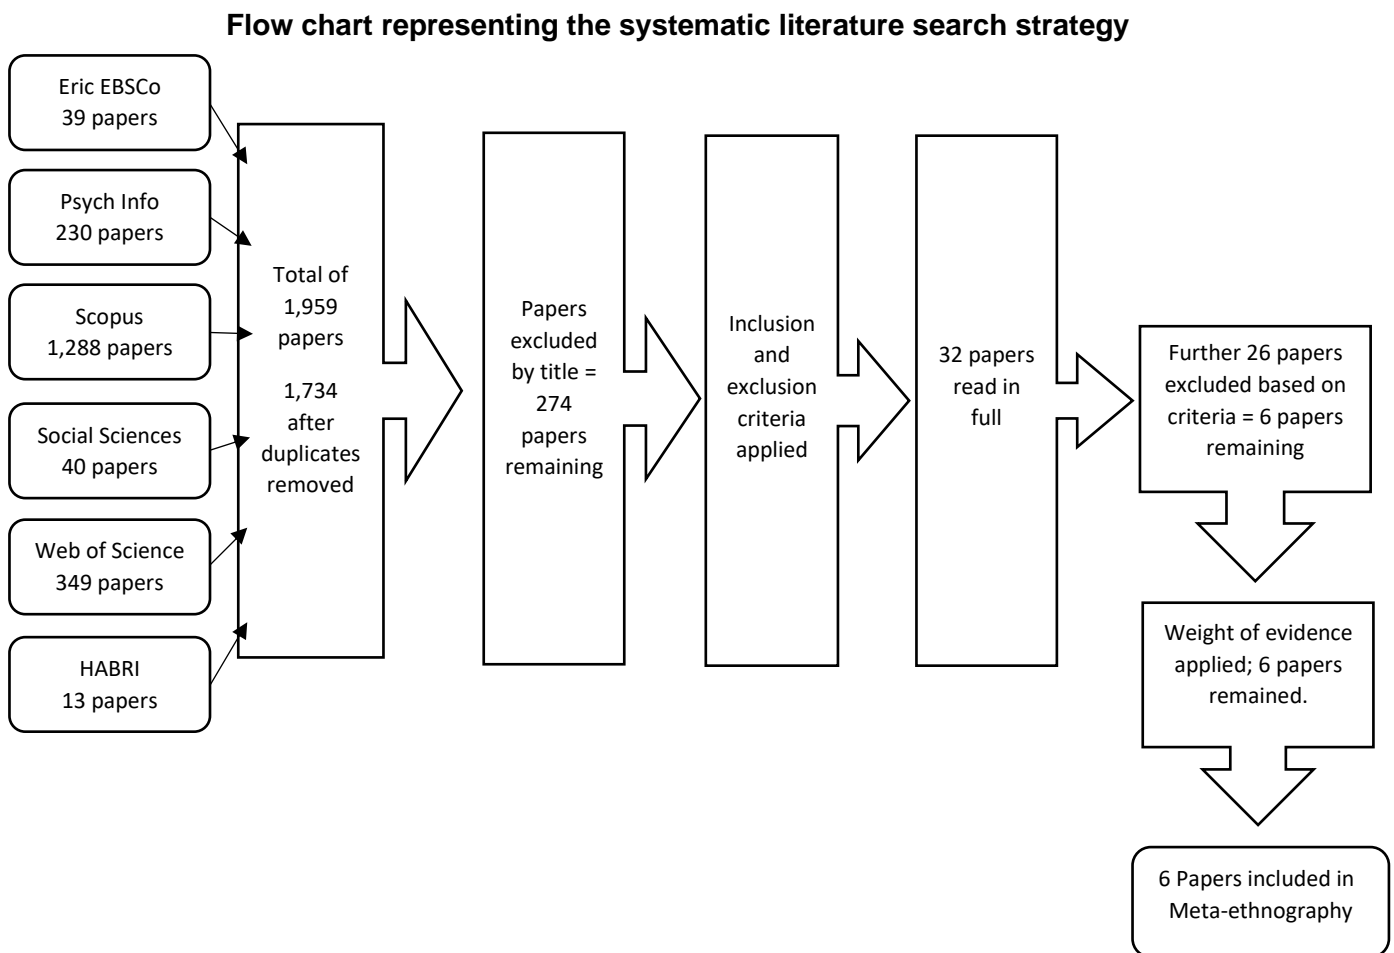 Flow chart representing the systematic literature search strategy
Eric EBSCo
39 papers
Psych Info
230 papers
Scopus
1,288 papers
Social Sciences
40 papers
Web of Science
349 papers
HABRI
13 papers
Total of
1,959
papers
1,734
after
duplicates
removed
Papers
excluded
by title =
274
papers
remaining
Inclusion
and
exclusion
criteria
applied
32 papers
read in
full
Further 26 papers
excluded based on
criteria = 6 papers
remaining
Weight of evidence
applied; 6 papers
remained.
6 Papers included in
Meta-ethnography